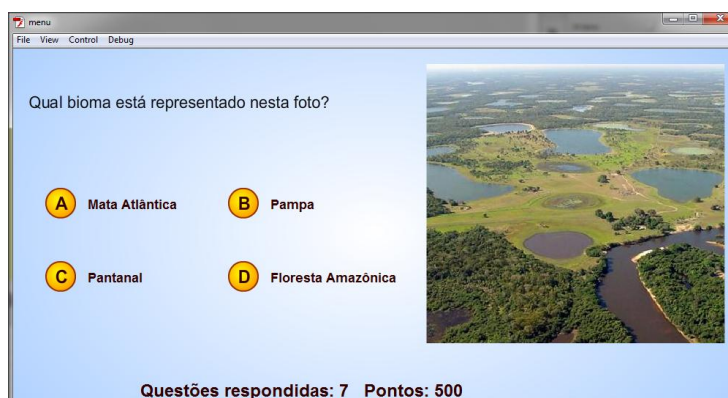 menu
File View Control Debug
Qual bioma está representado nesta foto?
A Mata Atlântica B Pampa
C Pantanal D Floresta Amazônica
Questões respondidas: 7 Pontos: 500